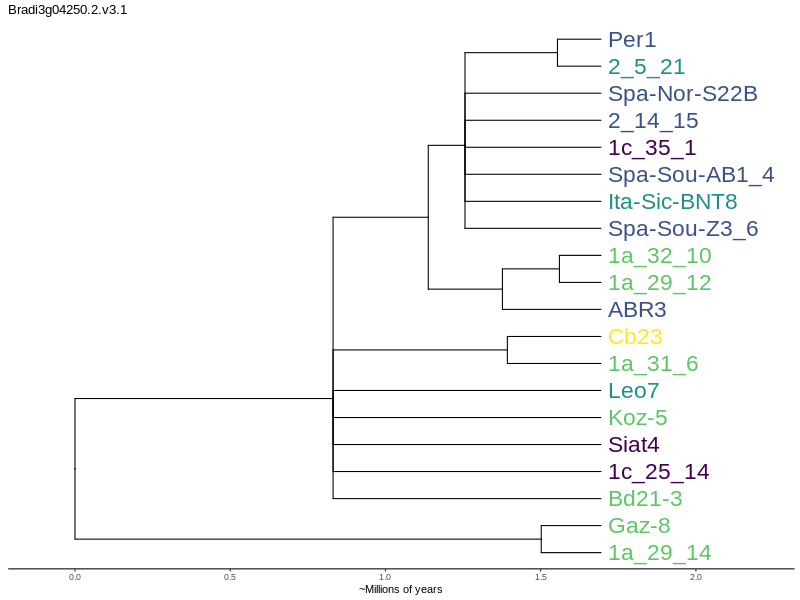 Bradi3g04250.2.v3.1
Per1
2_5_21
Spa-Nor-S22B
2_14_15
1c_35_1
Spa-Sou-AB1_4
Ita-Sic-BNT8
Spa-Sou-Z3_6
1a_32_10
1a_29_12
ABR3
Cb23
1a_31_6
Leo7
Koz-5
Siat4
1c_25_14
Bd21-3
Gaz-8
1a_29_14
0.0 0.5 1.0 1.5 2.0
~Millions of years